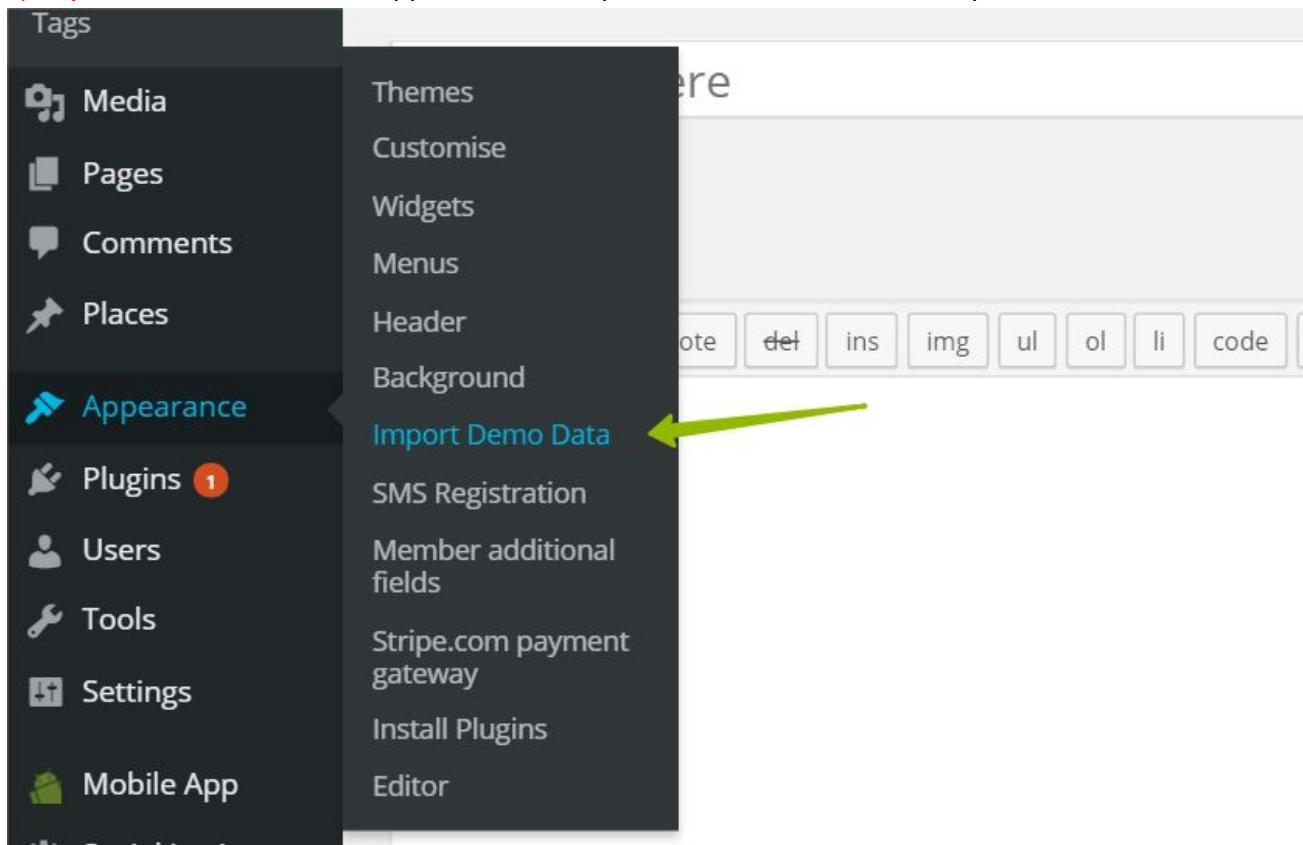 Tags
Media
Pages
Comments
Places
Appearance
Plugins 1
Users
Tools
Settings
Mobile App
Themes
Customise
Widgets
Menus
Header
Background
Import Demo Data
SMS Registration
Member additional
fields
Stripe.com payment
gateway
Install Plugins
Editor
ere
ote del ins img ul ol li code